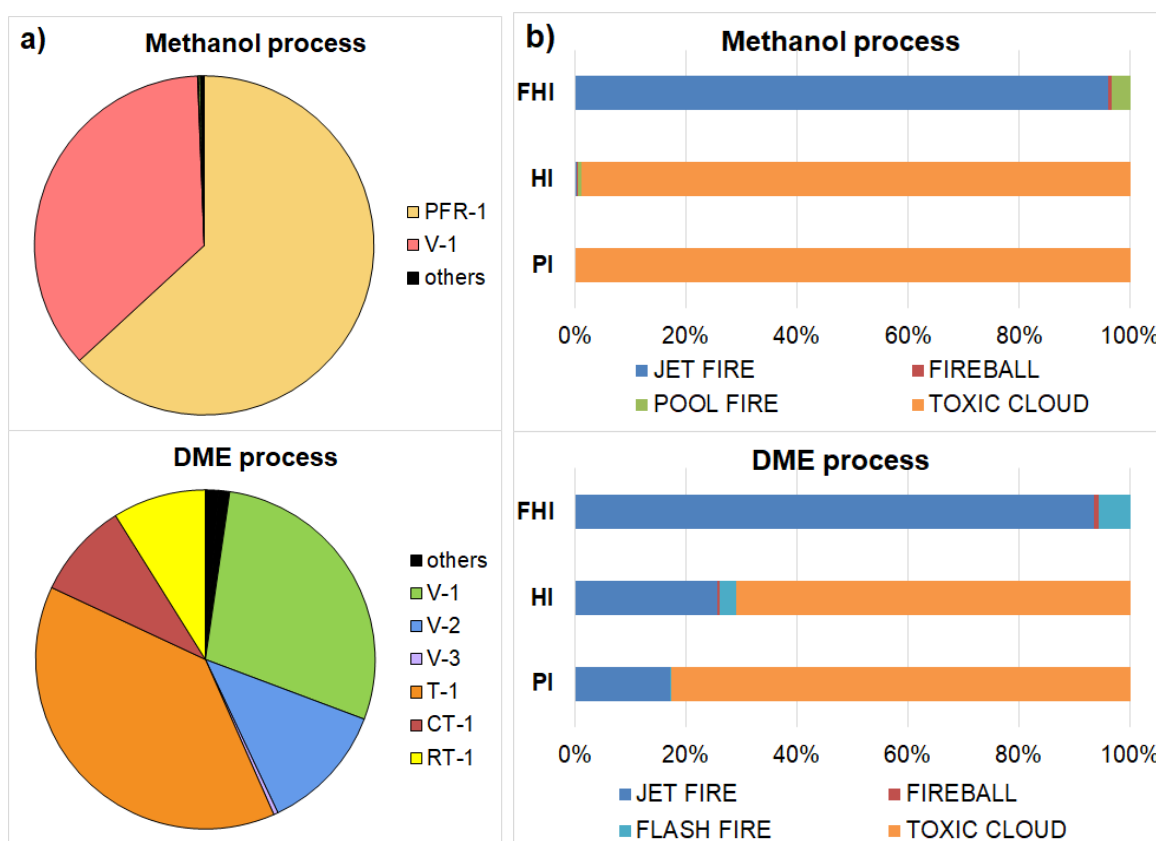 a)
Methanol process
PFR-1
V-1
others
DME process
others
V-1
V-2
V-3
T-1
CT-1
RT-1
b)
Methanol process
FHI
HI
PI
0% 20% 40% 60% 80% 100%
JET FIRE FIREBALL
POOL FIRE TOXIC CLOUD
DME process
FHI
HI
PI
0% 20% 40% 60% 80% 100%
JET FIRE FIREBALL
FLASH FIRE TOXIC CLOUD